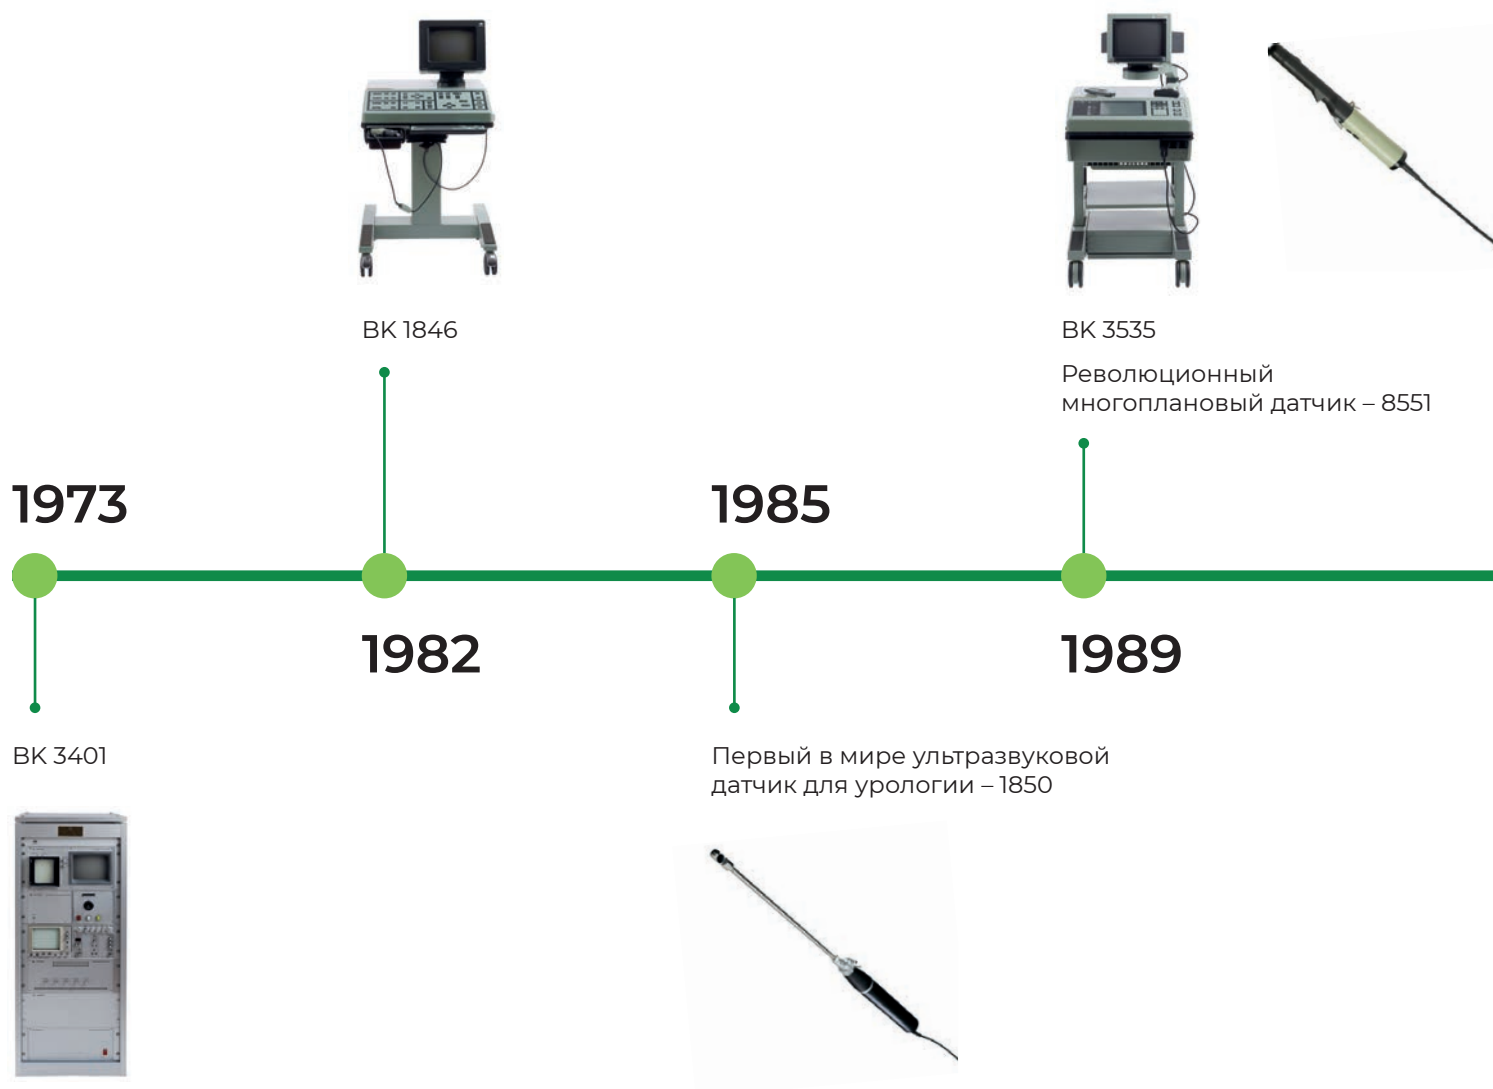 BK 1846
BK 3535
Революционный
многоплановый датчик – 8551
1973
1985
1982
1989
BK 3401
Первый в мире ультразвуковой
датчик для урологии – 1850